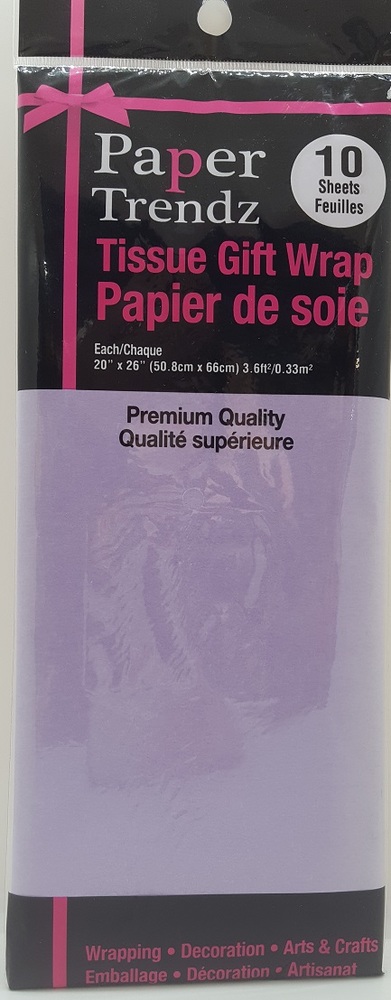 Paper
Trendz
10
Sheets
Feuilles
Tissue Gift Wrap
Papier de soie
Each/Chaque
20" x 26" (50.8cm x 66cm) 3.6ft²/0.33m²
Premium Quality
Qualité supérieure
Wrapping • Decoration • Arts & Crafts
Emballage • Décoration • Artisanat